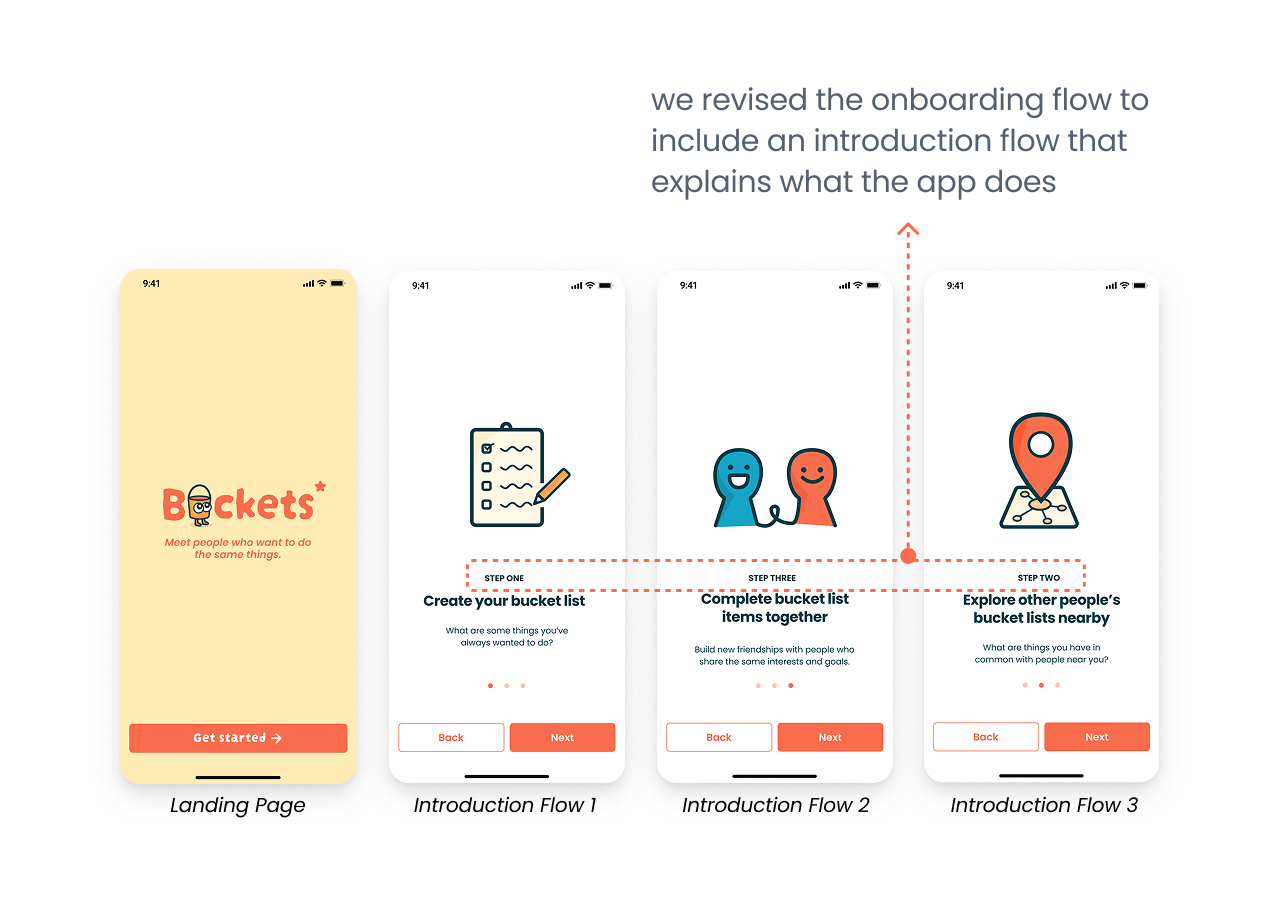 we revised the onboarding flow to
include an introduction flow that
explains what the app does
9:41
Buckets
Meet people who want to do
the same things.
Get started →
Landing Page
9:41
STEP ONE
Create your bucket list
What are some things you've
always wanted to do?
Back
Next
Introduction Flow 1
9:41
STEP THREE
Complete bucket list
items together
Build new friendships with people who
share the same interests and goals.
Back
Next
Introduction Flow 2
9:41
STEP TWO
Explore other people's
bucket lists nearby
What are things you have in
common with people near you?
Back
Next
Introduction Flow 3